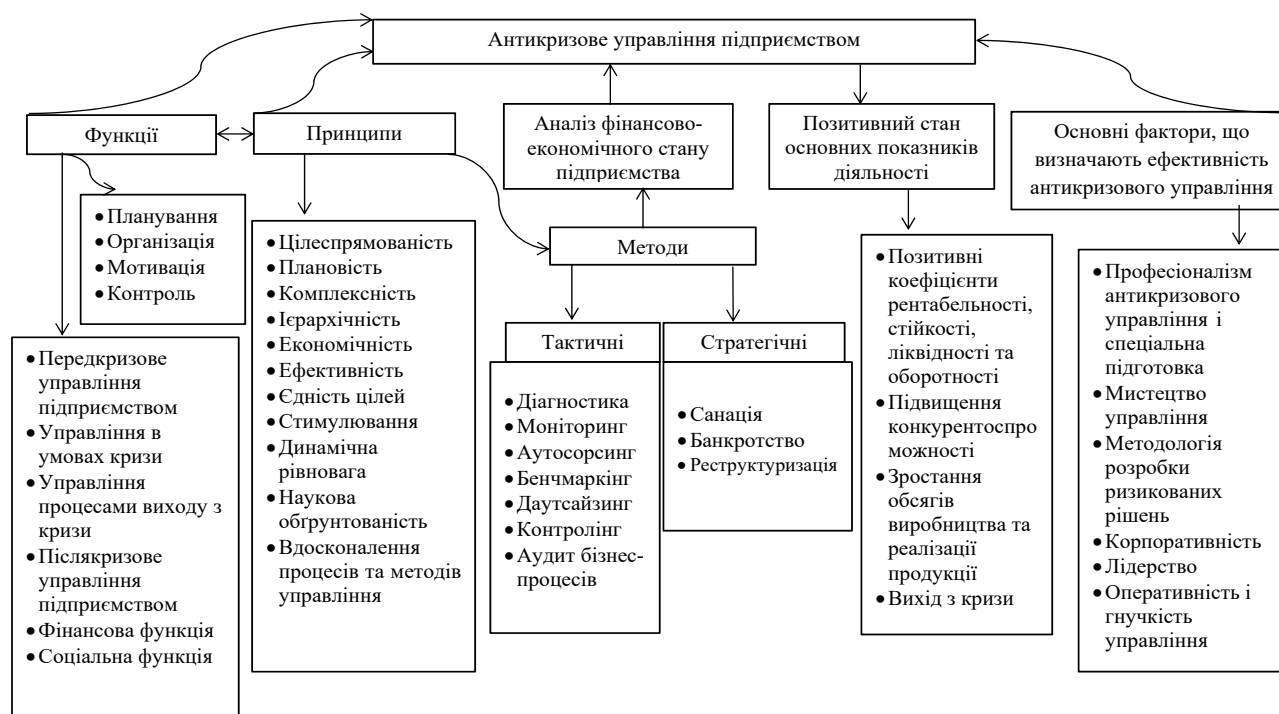 Антикризове управління підприємством
Функції
Принципи
Аналіз фінансово-
економічного стану
підприємства
Позитивний стан
основних показників
діяльності
Основні фактори, що
визначають ефективність
антикризового управління
• Планування
• Організація
• Мотивація
• Контроль
• Передкризове
управління
підприємством
• Управління в
умовах кризи
• Управління
процесами виходу з
кризи
• Післякризове
управління
підприємством
• Фінансова функція
• Соціальна функція
• Цілеспрямованість
• Плановість
• Комплексність
• Ієрархічність
• Економічність
• Ефективність
• Єдність цілей
• Стимулювання
• Динамічна
рівновага
• Наукова
обґрунтованість
• Вдосконалення
процесів та методів
управління
Методи
Тактичні
• Діагностика
• Моніторинг
• Аутсорсинг
• Бенчмаркінг
• Даутсайзинг
• Контролінг
• Аудит бізнес-
процесів
Стратегічні
• Санація
• Банкротство
• Реструктуризація
• Позитивні
коефіцієнти
рентабельності,
стійкості,
ліквідності та
оборотності
• Підвищення
конкурентоспро
можності
• Зростання
обсягів
виробництва та
реалізації
продукції
• Вихід з кризи
• Професіоналізм
антикризового
управління і
спеціальна
підготовка
• Мистецтво
управління
• Методологія
розробки
ризикованих
рішень
• Корпоративність
• Лідерство
• Оперативність і
гнучкість
управління